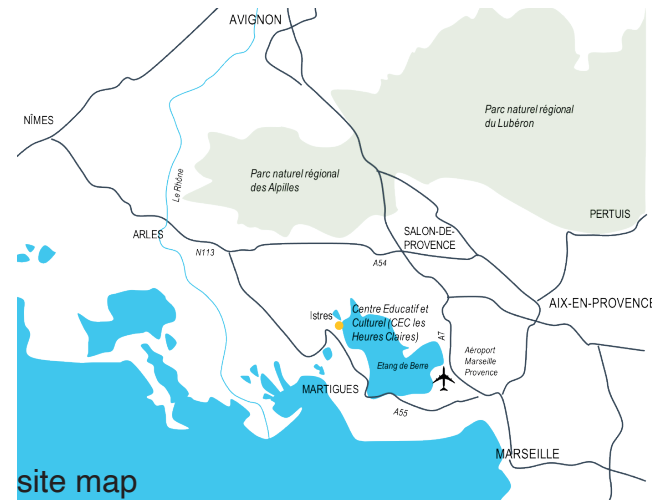 AVIGNON
Parc naturel régional
du Lubéron
NÎMES
Parc naturel régional
des Alpilles
Le Rhône
PERTUIS
ARLES
SALON-DE-
PROVENCE
N113
A54
AIX-EN-PROVENCE
Istres
Centre Educatif et
Culturel (CEC les
Heures Claires)
A7
Aéroport
Marseille
Provence
Etang de Berre
MARTIGUES
A55
MARSEILLE
site map